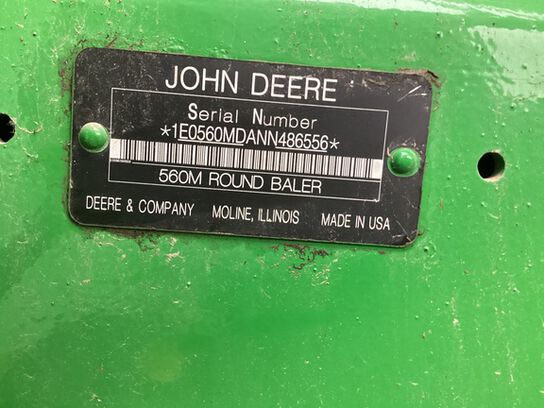 JOHN DEERE
Serial Number
*1E0560MDANN486556*
560M ROUND BALER
DEERE & COMPANY MOLINE, ILLINOIS MADE IN USA